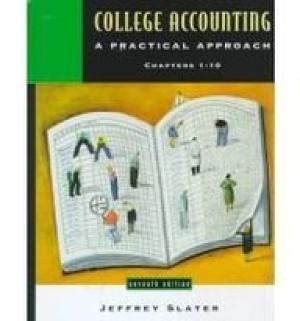 COLLEGE ACCOUNTING
A PRACTICAL APPROACH
CHAPTERS 1-10
seventh edition
JEFFREY SLATER